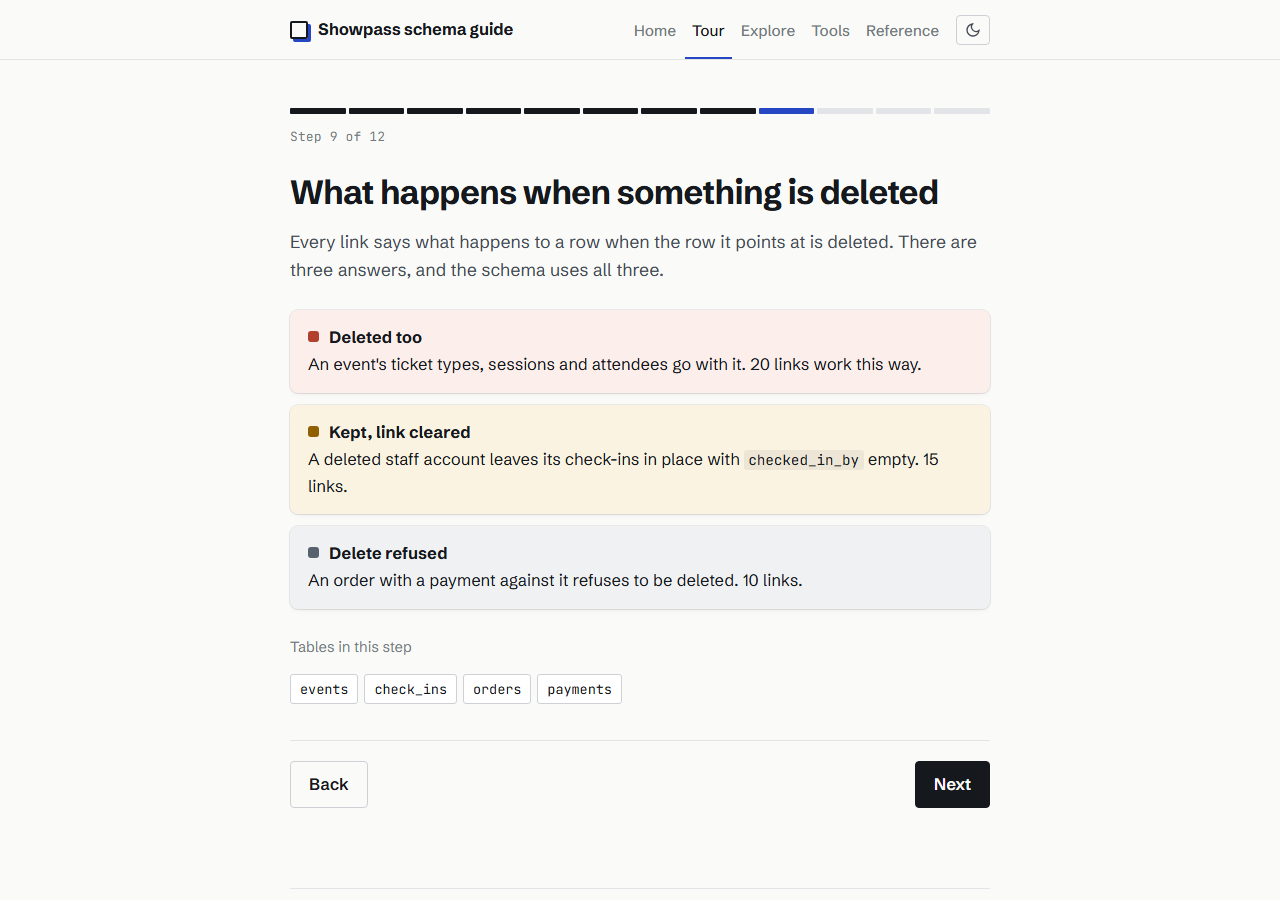 Showpass schema guide
Home Tour Explore Tools Reference
Step 9 of 12
What happens when something is deleted
Every link says what happens to a row when the row it points at is deleted. There are
three answers, and the schema uses all three.
Deleted too
An event's ticket types, sessions and attendees go with it. 20 links work this way.
Kept, link cleared
A deleted staff account leaves its check-ins in place with checked_in_by empty. 15
links.
Delete refused
An order with a payment against it refuses to be deleted. 10 links.
Tables in this step
events check_ins orders payments
Back Next